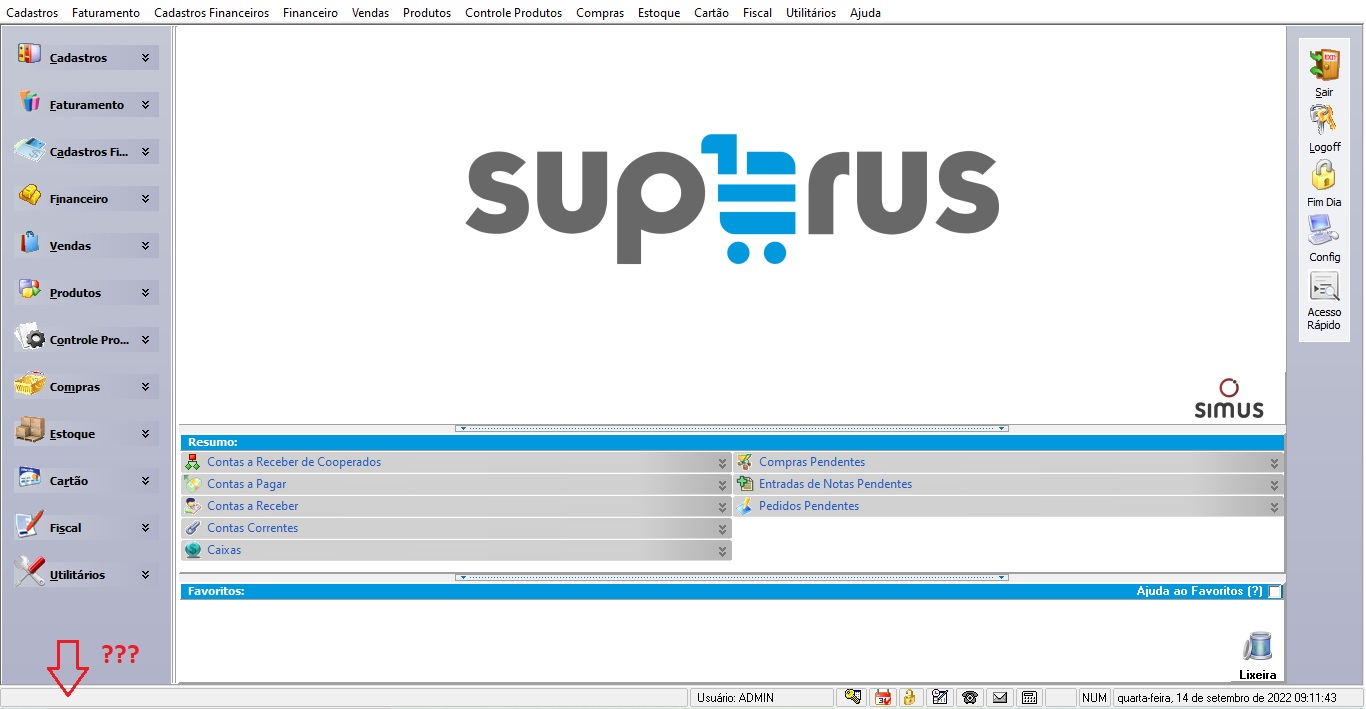 Cadastros Faturamento Cadastros Financeiros Financeiro Vendas Produtos Controle Produtos Compras Estoque Cartão Fiscal Utilitários Ajuda
Cadastros
Faturamento
Cadastros Fi...
Financeiro
Vendas
Produtos
Controle Pro...
Compras
Estoque
Cartão
Fiscal
Utilitários
???
superus
SIMUS
Resumo:
Contas a Receber de Cooperados
Contas a Pagar
Contas a Receber
Contas Correntes
Caixas
Compras Pendentes
Entradas de Notas Pendentes
Pedidos Pendentes
Favoritos: Ajuda ao Favoritos (?)
Lixeira
EXIT
Sair
Logoff
Fim Dia
Config
Acesso
Rápido
Usuário: ADMIN 31 NUM quarta-feira, 14 de setembro de 2022 09:11:43